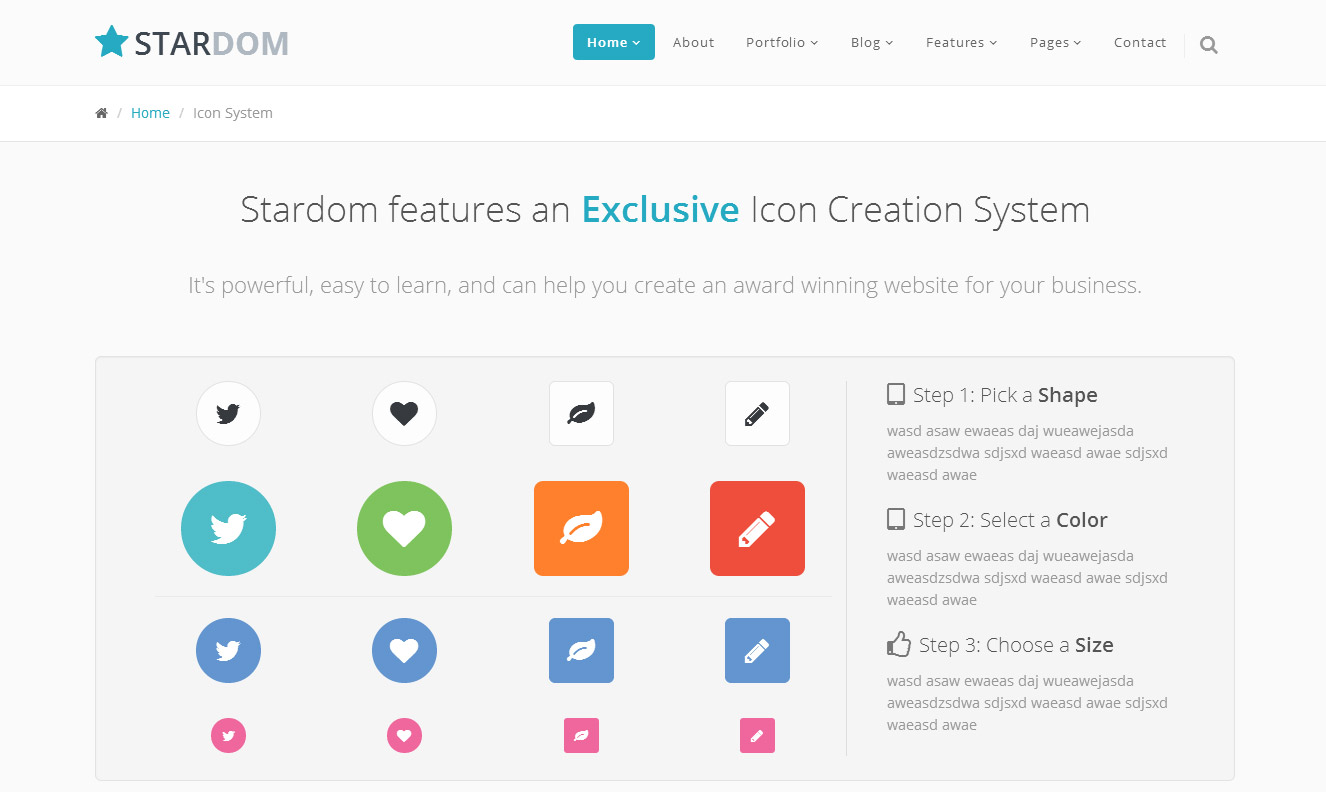 STARDOM
Home About Portfolio Blog Features Pages Contact
/ Home / Icon System
Stardom features an Exclusive Icon Creation System
It's powerful, easy to learn, and can help you create an award winning website for your business.
Step 1: Pick a Shape
wasd asaw ewaeas daj wueawejasda
aweasdzsdwa sdjsxd waeasd awae sdjsxd
waeasd awae
Step 2: Select a Color
wasd asaw ewaeas daj wueawejasda
aweasdzsdwa sdjsxd waeasd awae sdjsxd
waeasd awae
Step 3: Choose a Size
wasd asaw ewaeas daj wueawejasda
aweasdzsdwa sdjsxd waeasd awae sdjsxd
waeasd awae